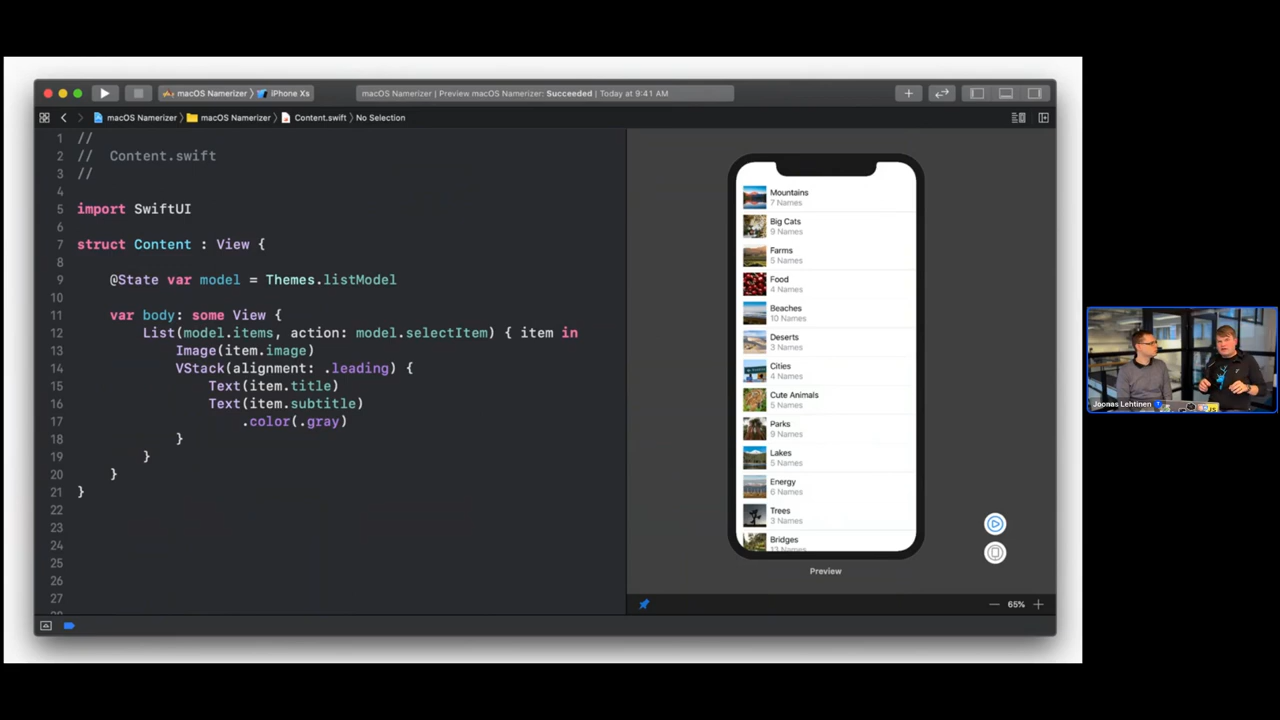 macOS Namerizer iPhone Xs
macOS Namerizer | Preview macOS Namerizer: Succeeded | Today at 9:41 AM
macOS Namerizer macOS Namerizer Content.swift No Selection
1 //
2 // Content.swift
3 //
4
5 import SwiftUI
6
7 struct Content : View {
8
9 @State var model = Themes.listModel
10
11 var body: some View {
12 List(model.items, action: model.selectItem) { item in
13 Image(item.image)
14 VStack(alignment: .leading) {
15 Text(item.title)
16 Text(item.subtitle)
17 .color(.gray)
18 }
19 }
20 }
21 }
22
23
24
25
26
27
28
Mountains
7 Names
Big Cats
9 Names
Farms
5 Names
Food
4 Names
Beaches
10 Names
Deserts
3 Names
Cities
4 Names
Cute Animals
5 Names
Parks
9 Names
Lakes
5 Names
Energy
6 Names
Trees
3 Names
Bridges
13 Names
Preview
65%
Joonas Lehtinen